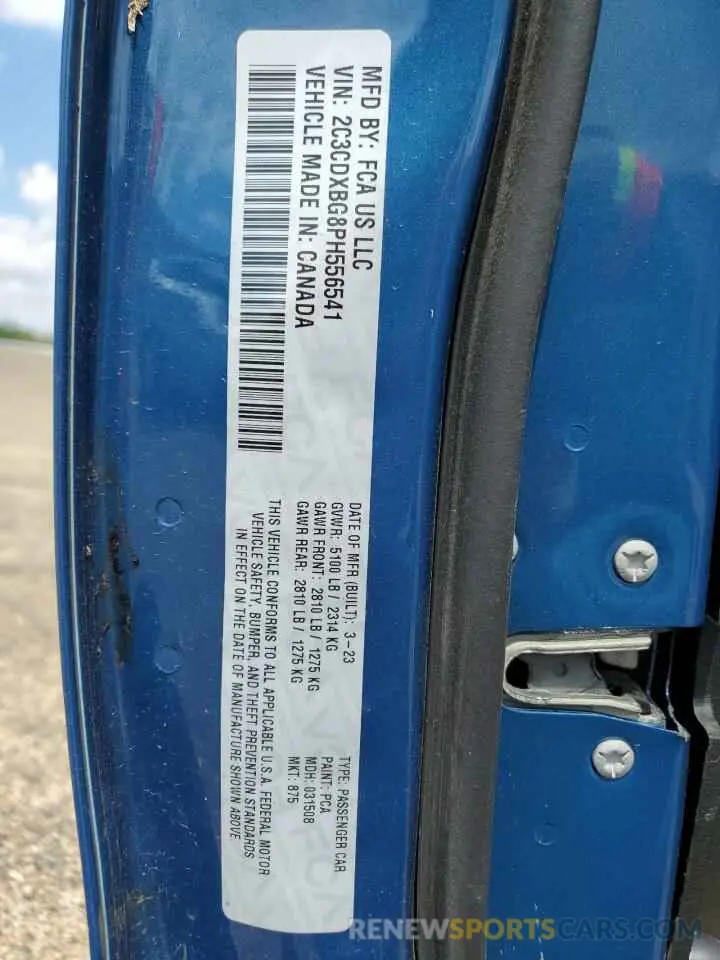 MFD BY: FCA US LLC
VIN: 2C3CDXBG8PH556541
VEHICLE MADE IN: CANADA
DATE OF MFR (BUILT): 3-23
GVWR: 5100 LB / 2314 KG
GAWR FRONT: 2810 LB / 1275 KG
GAWR REAR: 2810 LB / 1275 KG
TYPE: PASSENGER CAR
PAINT: PCA
MDH: 031508
MKT: 875
THIS VEHICLE CONFORMS TO ALL APPLICABLE U.S.A. FEDERAL MOTOR
VEHICLE SAFETY, BUMPER, AND THEFT PREVENTION STANDARDS
IN EFFECT ON THE DATE OF MANUFACTURE SHOWN ABOVE
RENEWSPORTSCARS.COM